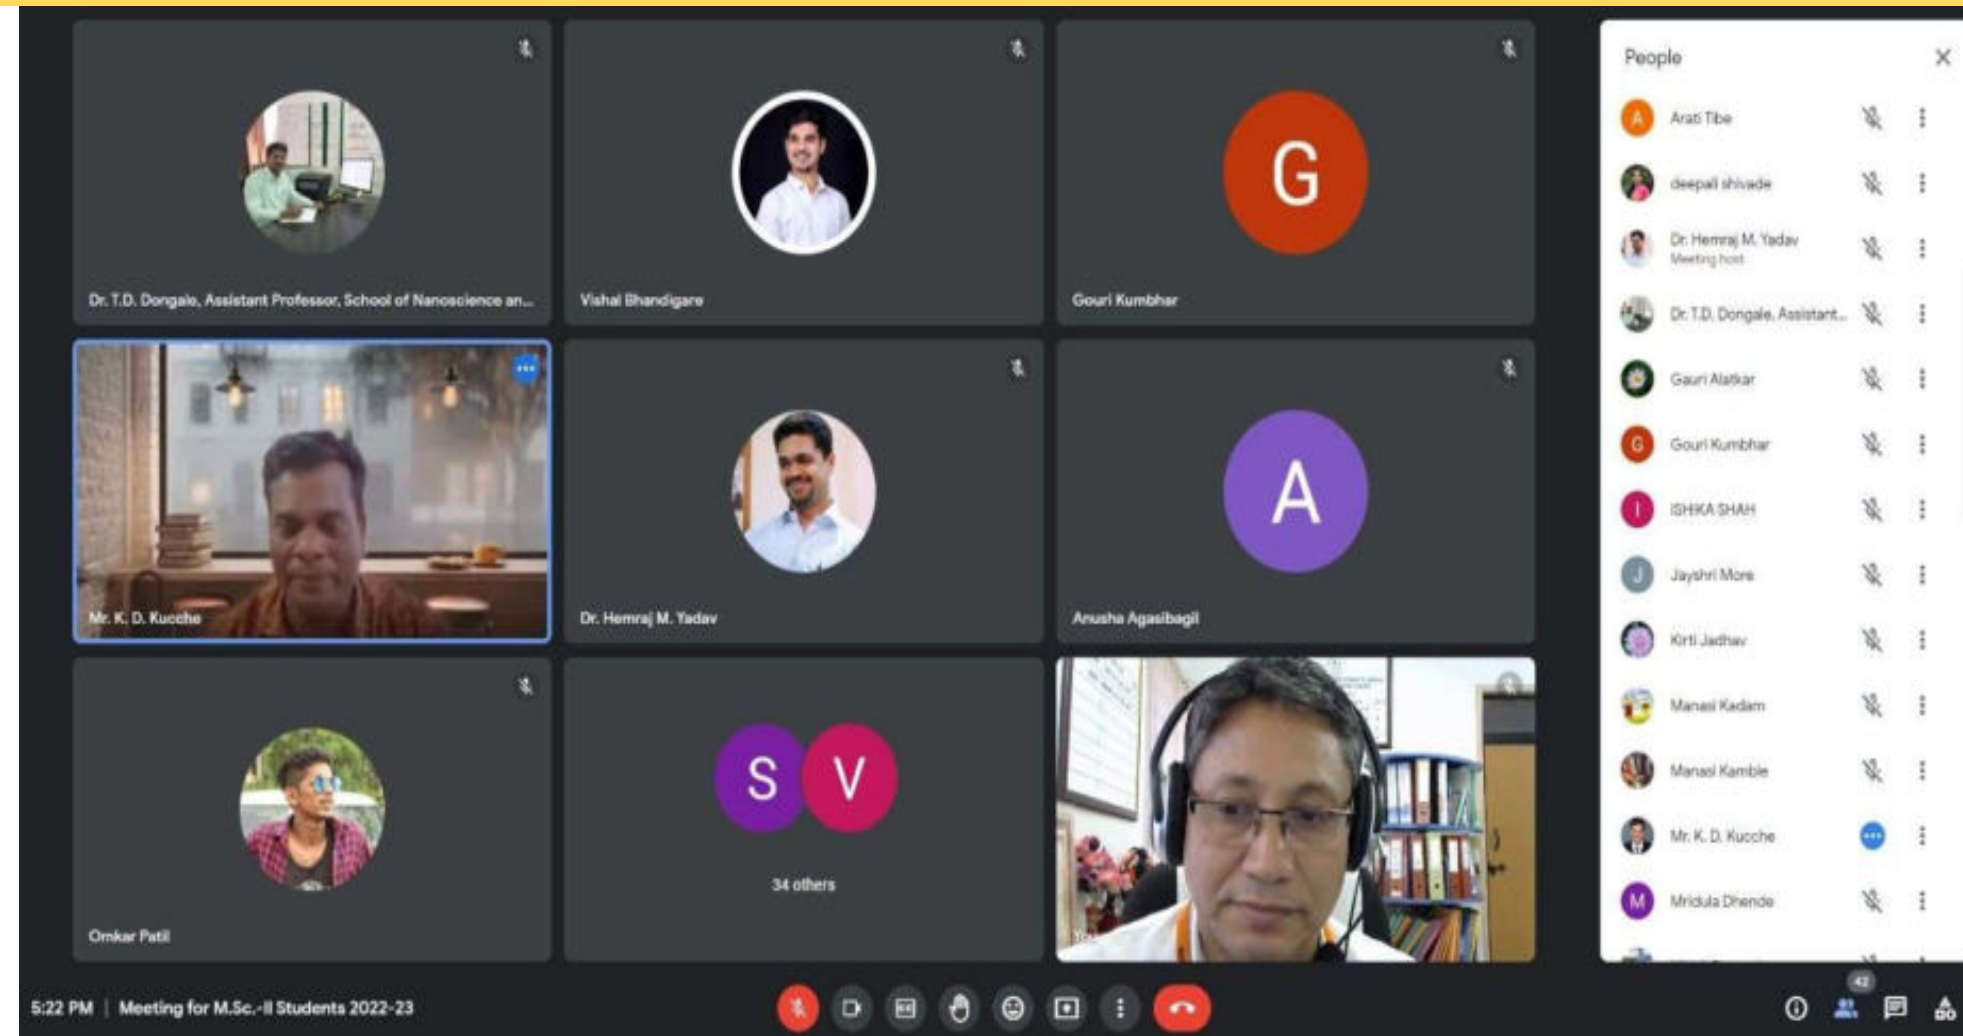 Dr. T.D. Dongale, Assistant Professor, School of Nanoscience an...
Vishal Bhandigare
G
Gouri Kumbhar
Mr. K. D. Kucche
Dr. Hemraj M. Yadav
A
Anusha Agasibagil
Omkar Patil
S V
34 others
You
5:22 PM | Meeting for M.Sc.-II Students 2022-23
People
A Arati Tibe
deepali shivade
Dr. Hemraj M. Yadav
Meeting host
Dr. T.D. Dongale, Assistant...
Gauri Alatkar
G Gouri Kumbhar
I ISHIKA SHAH
J Jayshri More
Kirti Jadhav
Manasi Kadam
Manasi Kamble
Mr. K. D. Kucche
M Mridula Dhende
42